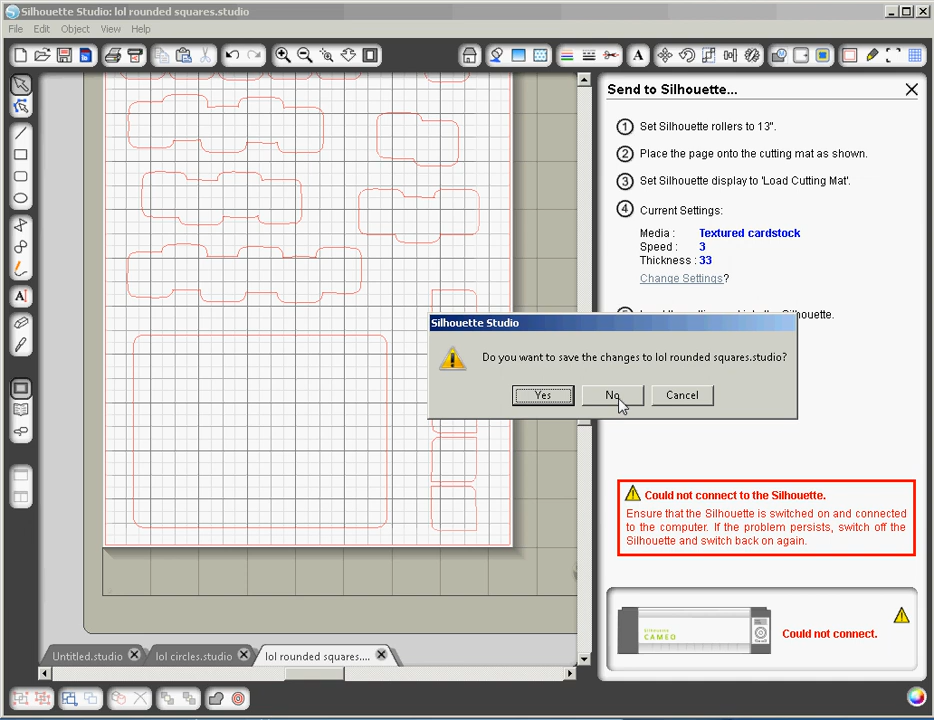 Silhouette Studio: lol rounded squares.studio
File Edit Object View Help
Send to Silhouette...
1 Set Silhouette rollers to 13".
2 Place the page onto the cutting mat as shown.
3 Set Silhouette display to 'Load Cutting Mat'.
4 Current Settings:
Media : Textured cardstock
Speed : 3
Thickness : 33
Change Settings?
Silhouette.
Silhouette Studio
Do you want to save the changes to lol rounded squares.studio?
Yes No Cancel
Could not connect to the Silhouette.
Ensure that the Silhouette is switched on and connected
to the computer. If the problem persists, switch off the
Silhouette and switch back on again.
Silhouette
CAMEO
Could not connect.
Untitled.studio lol circles.studio lol rounded squares....